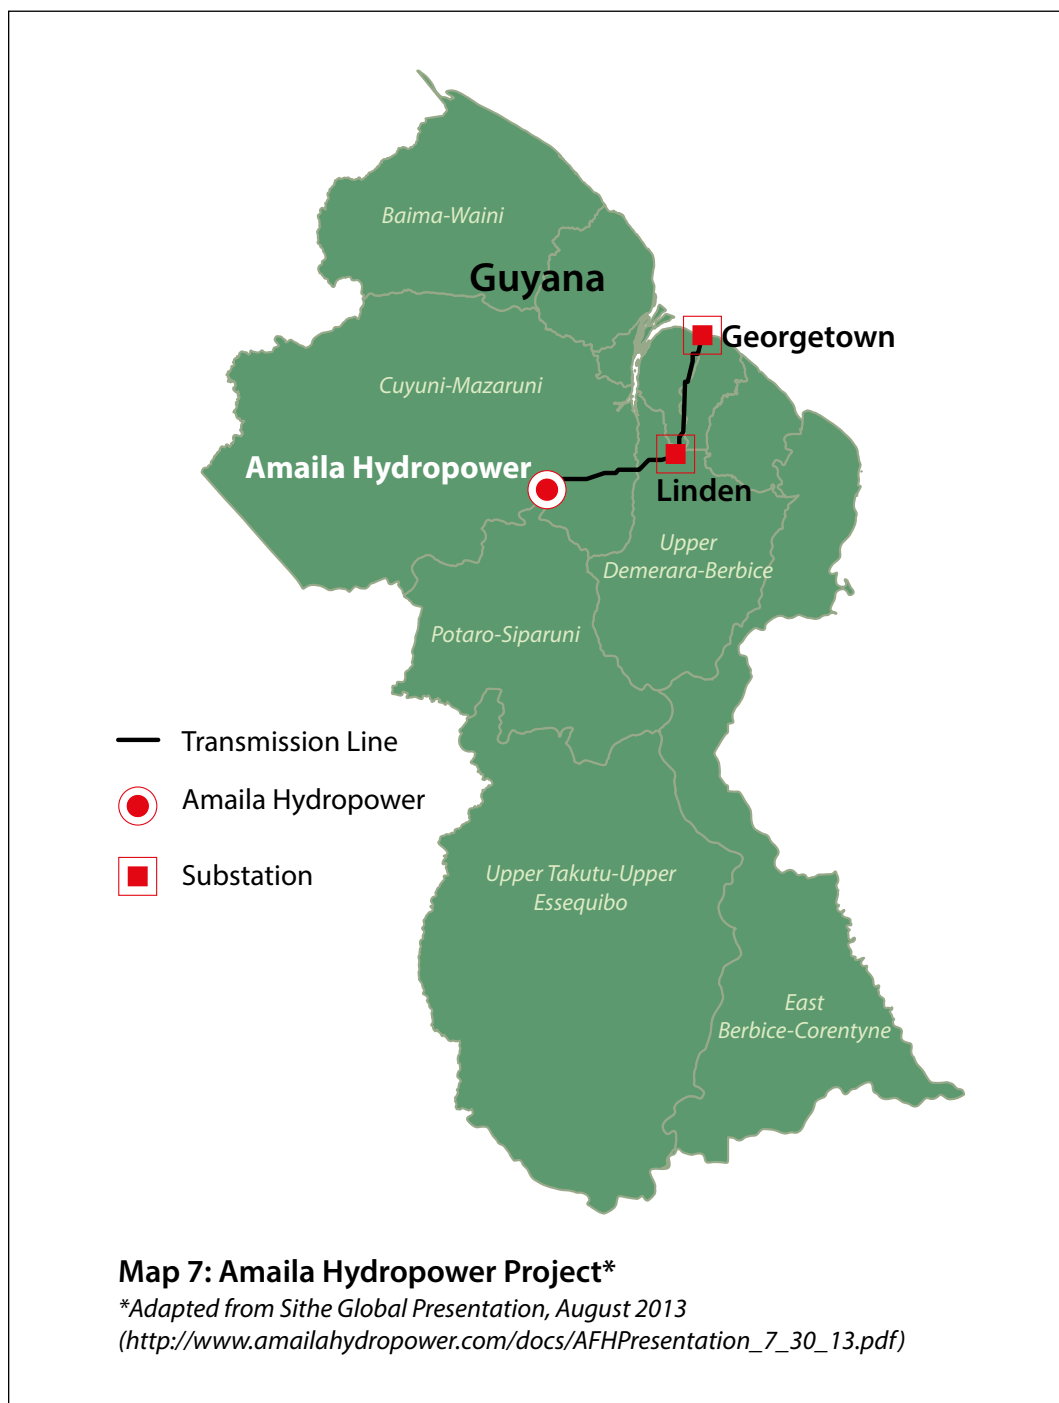 Baima-Waini
Guyana
Georgetown
Cuyuni-Mazaruni
Amaila Hydropower
Linden
Upper
Demerara-Berbice
Potaro-Siparuni
Transmission Line
Amaila Hydropower
Substation
Upper Takutu-Upper
Essequibo
East
Berbice-Corentyne
Map 7: Amaila Hydropower Project*
*Adapted from Sithe Global Presentation, August 2013
(http://www.amailahydropower.com/docs/AFHPresentation_7_30_13.pdf)